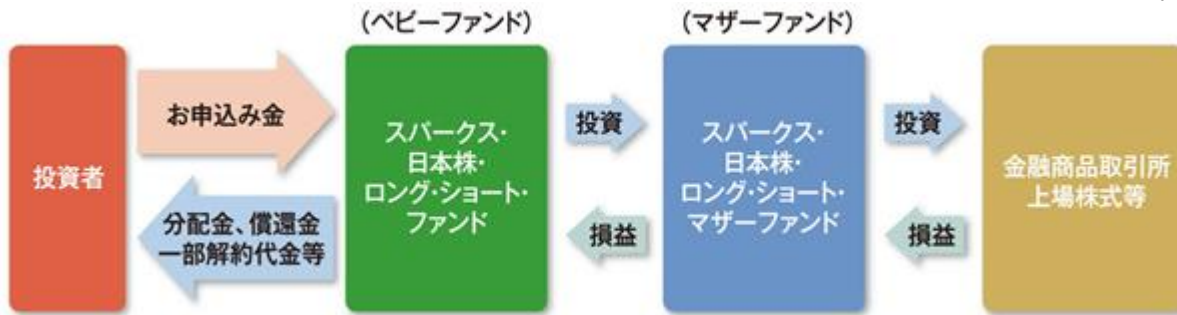 (ベビーファンド)
(マザーファンド)
投資者
お申込み金
分配金、償還金
一部解約代金等
スパークス・
日本株・
ロング・ショート・
ファンド
投資
損益
スパークス・
日本株・
ロング・ショート・
マザーファンド
投資
損益
金融商品取引所
上場株式等